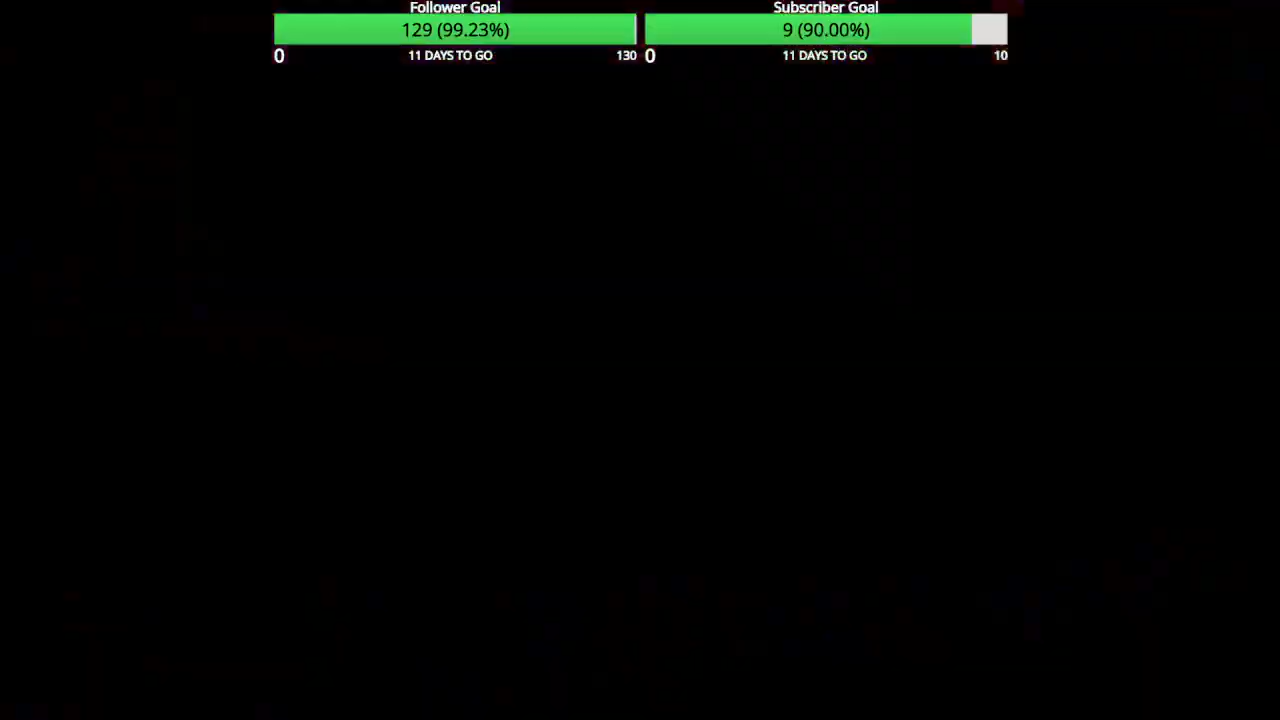 Follower Goal
129 (99.23%)
0 11 DAYS TO GO 130
Subscriber Goal
9 (90.00%)
0 11 DAYS TO GO 10